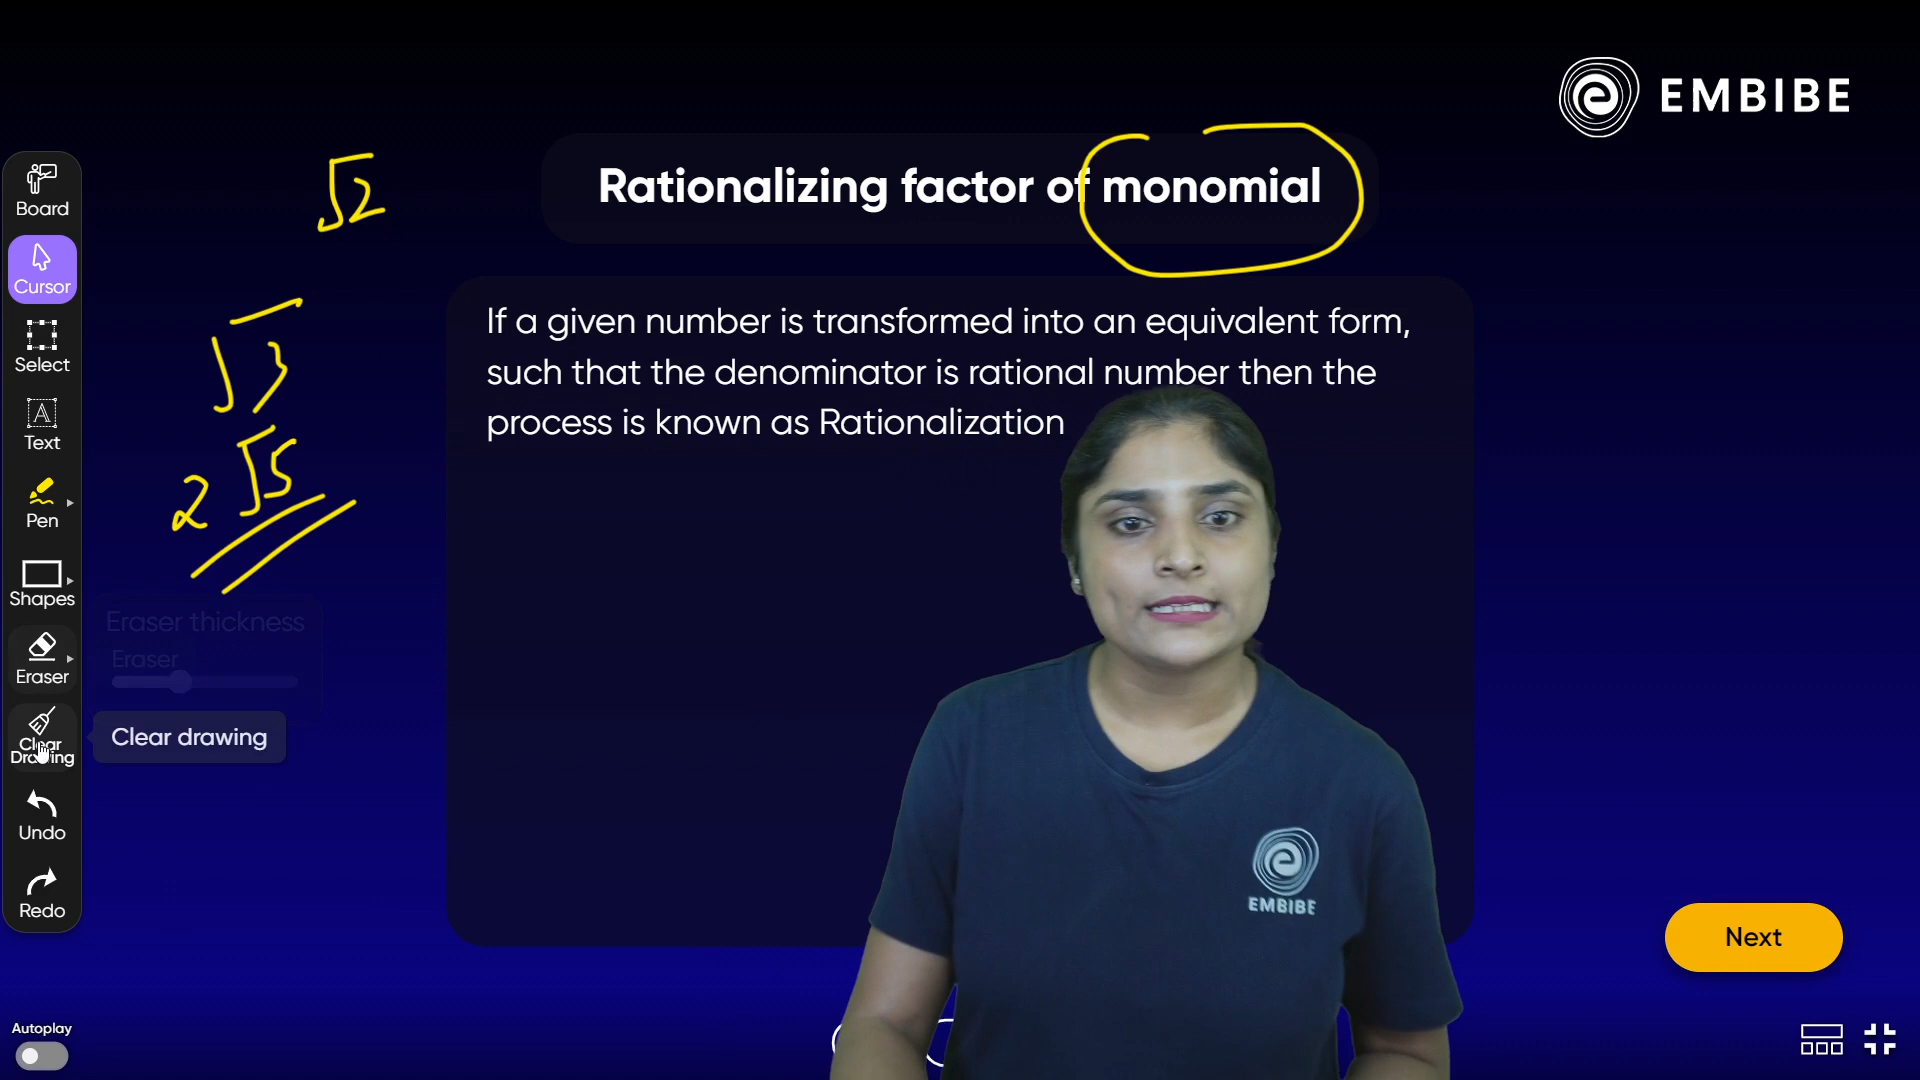 EMBIBE
Rationalizing factor of monomial
√2
√3
2√5
If a given number is transformed into an equivalent form,
such that the denominator is rational number then the
process is known as Rationalization
Board
Cursor
Select
Text
Pen
Shapes
Eraser
Clear
Drawing
Undo
Redo
Eraser thickness
Eraser
Clear drawing
EMBIBE
Next
Autoplay